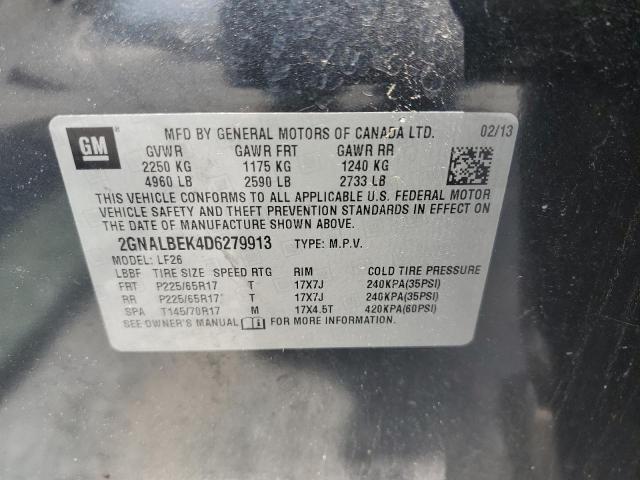 GM
MFD BY GENERAL MOTORS OF CANADA LTD. 02/13
GVWR GAWR FRT GAWR RR
2250 KG 1175 KG 1240 KG
4960 LB 2590 LB 2733 LB
THIS VEHICLE CONFORMS TO ALL APPLICABLE U.S. FEDERAL MOTOR
VEHICLE SAFETY AND THEFT PREVENTION STANDARDS IN EFFECT ON
THE DATE OF MANUFACTURE SHOWN ABOVE.
2GNALBEK4D6279913 TYPE: M.P.V.
MODEL: LF26
LBBF TIRE SIZE SPEED RTG RIM COLD TIRE PRESSURE
FRT P225/65R17 T 17X7J 240KPA(35PSI)
RR P225/65R17 T 17X7J 240KPA(35PSI)
SPA T145/70R17 M 17X4.5T 420KPA(60PSI)
SEE OWNER'S MANUAL FOR MORE INFORMATION.